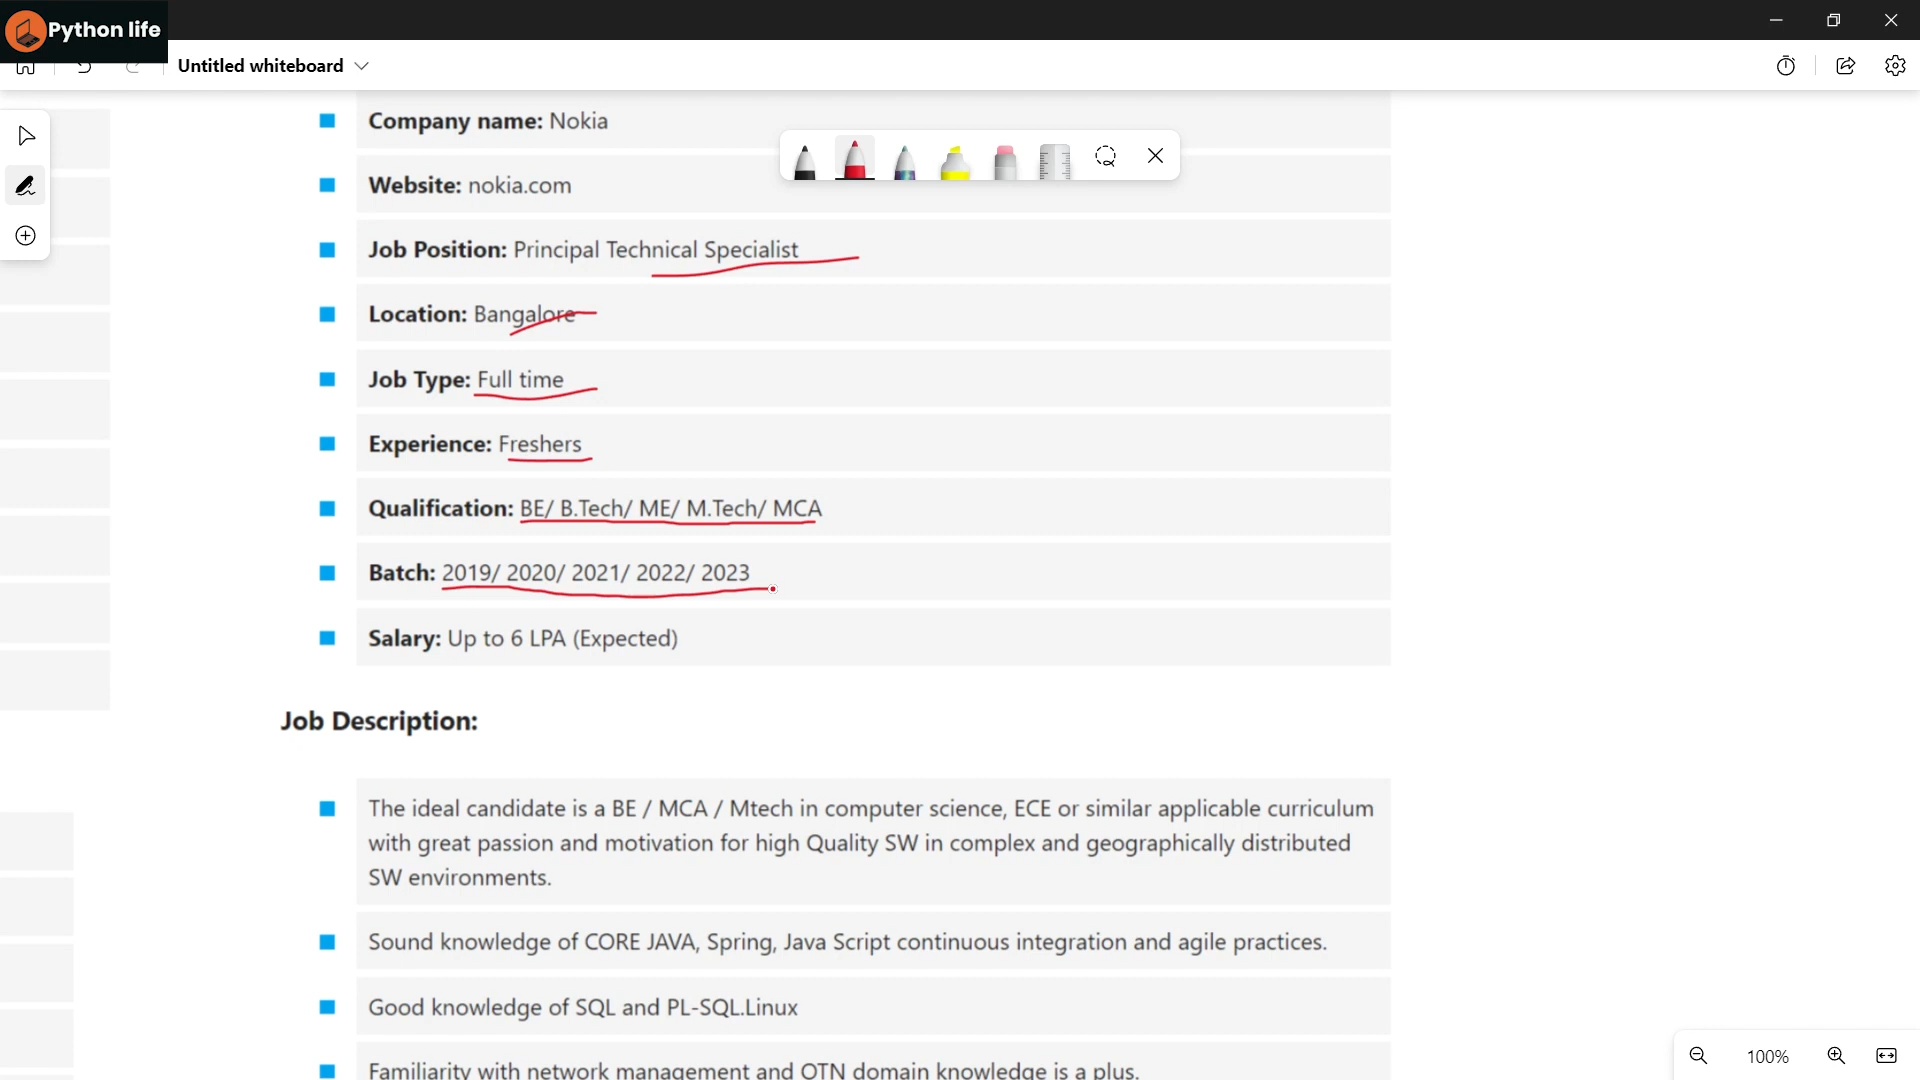 Python life
Untitled whiteboard
Company name: Nokia
Website: nokia.com
Job Position: Principal Technical Specialist
Location: Bangalore
Job Type: Full time
Experience: Freshers
Qualification: BE/ B.Tech/ ME/ M.Tech/ MCA
Batch: 2019/ 2020/ 2021/ 2022/ 2023
Salary: Up to 6 LPA (Expected)
Job Description:
The ideal candidate is a BE / MCA / Mtech in computer science, ECE or similar applicable curriculum
with great passion and motivation for high Quality SW in complex and geographically distributed
SW environments.
Sound knowledge of CORE JAVA, Spring, Java Script continuous integration and agile practices.
Good knowledge of SQL and PL-SQL.Linux
Familiarity with network management and OTN domain knowledge is a plus.
100%